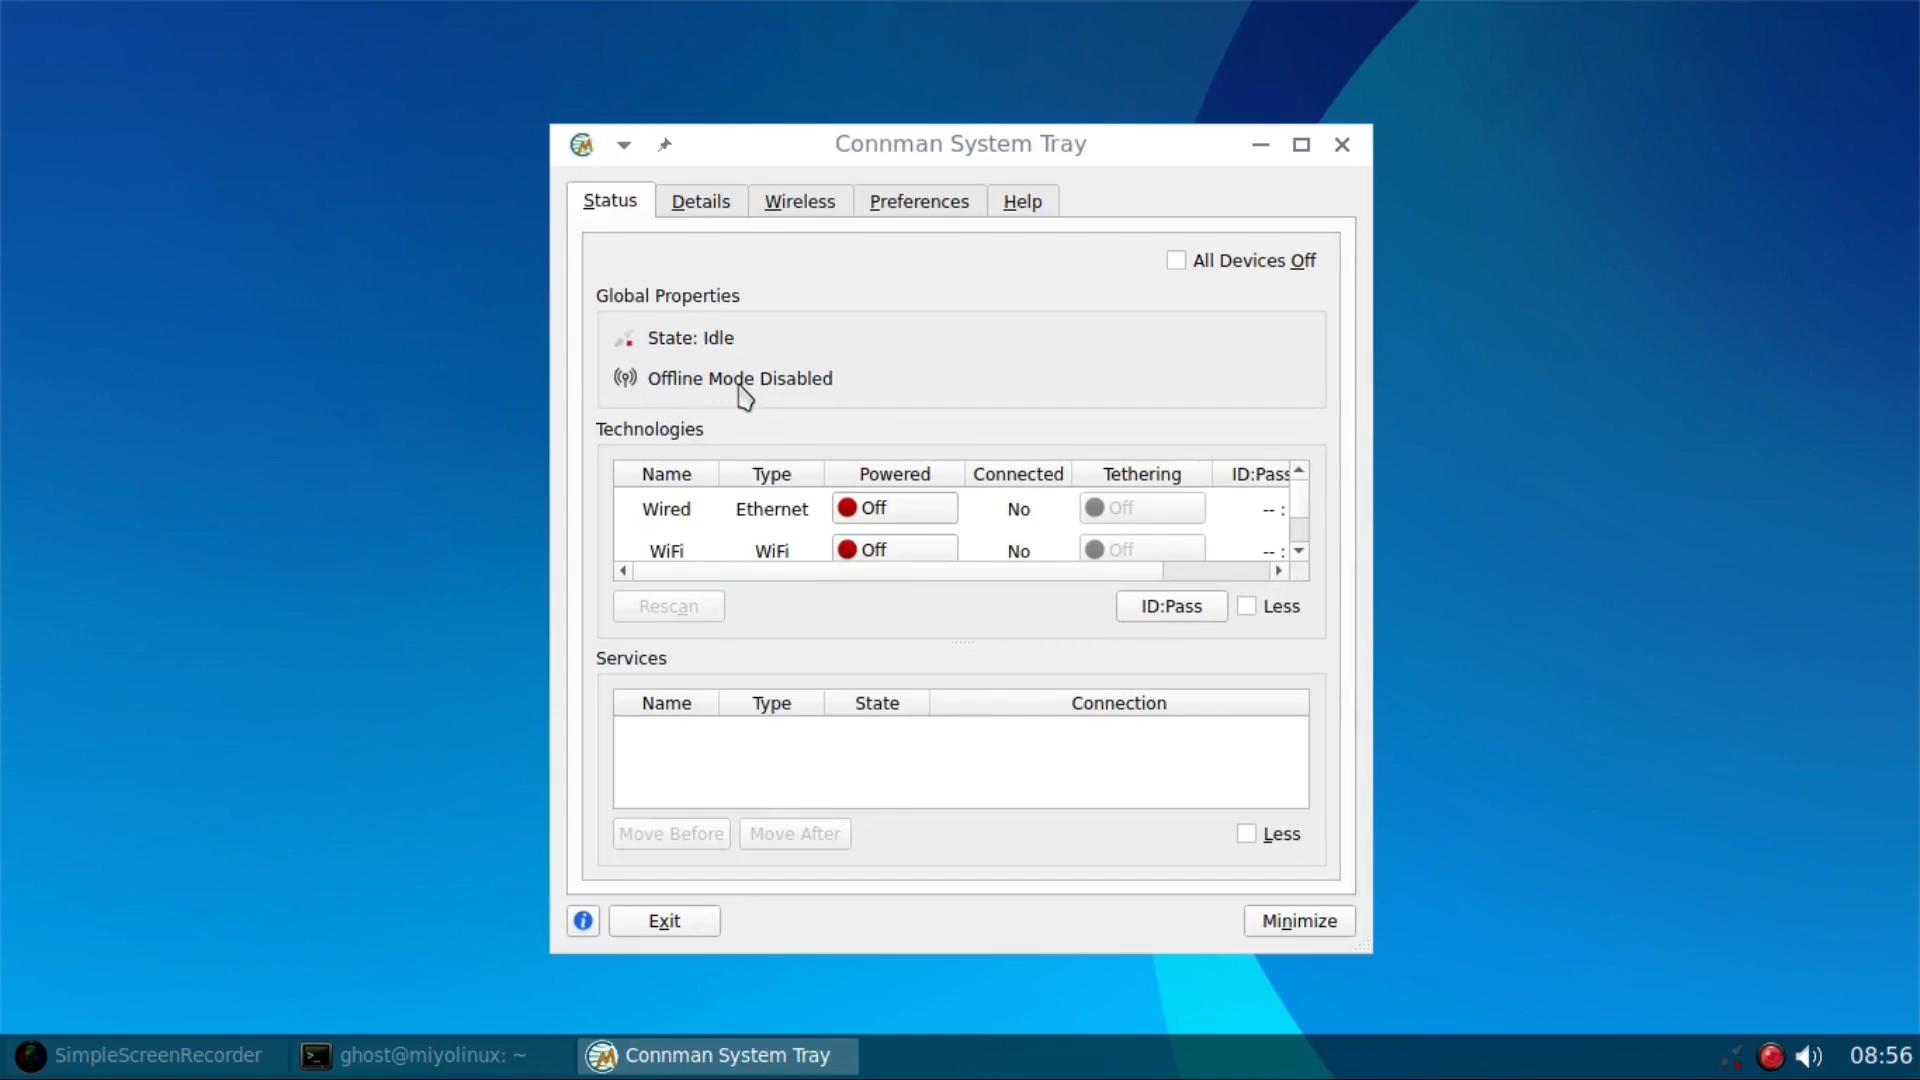 Connman System Tray
Status Details Wireless Preferences Help
All Devices Off
Global Properties
State: Idle
Offline Mode Disabled
Technologies
Name Type Powered Connected Tethering ID:Pass
Wired Ethernet Off No Off -- :
WiFi WiFi Off No Off -- :
Rescan ID:Pass Less
Services
Name Type State Connection
Move Before Move After Less
Exit Minimize
SimpleScreenRecorder ghost@miyolinux: ~ Connman System Tray 08:56